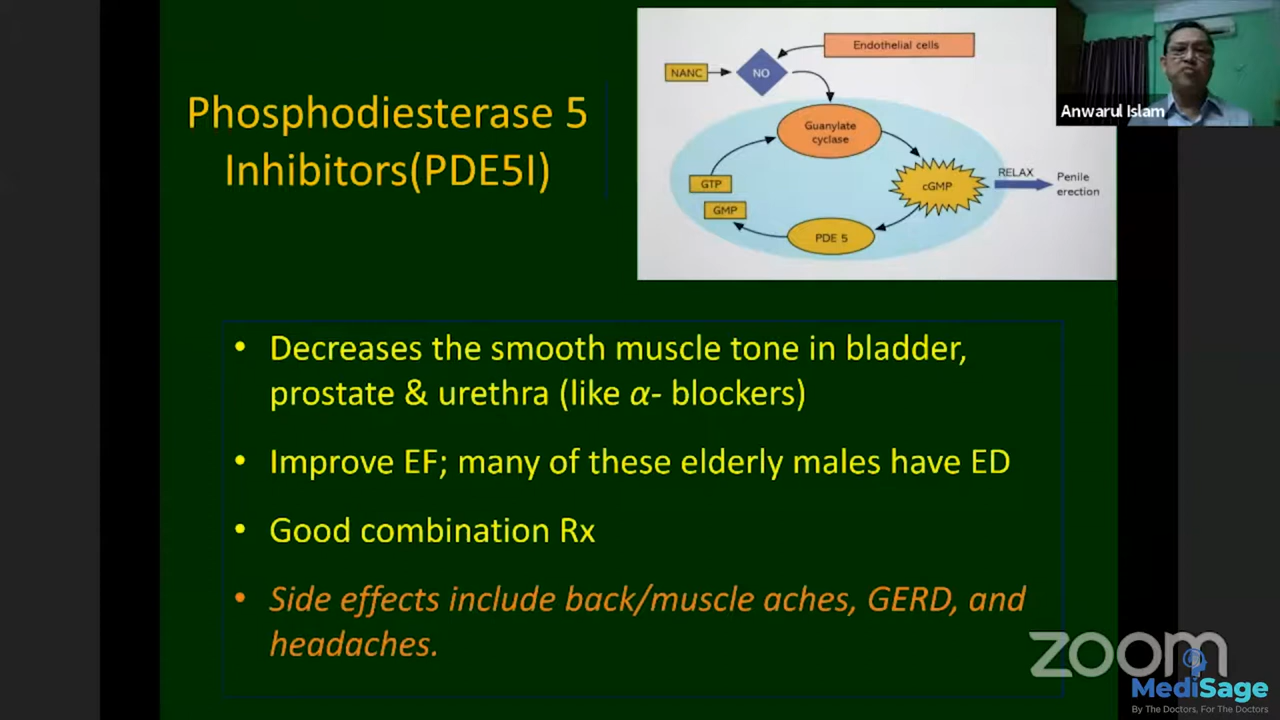 Phosphodiesterase 5
Inhibitors(PDE5I)
Endothelial cells
NANC
NO
Guanylate
cyclase
GTP
GMP
cGMP
PDE 5
RELAX
Penile
erection
Anwarul Islam
• Decreases the smooth muscle tone in bladder,
prostate & urethra (like α- blockers)
• Improve EF; many of these elderly males have ED
• Good combination Rx
• Side effects include back/muscle aches, GERD, and
headaches.
zoom
MediSage
By The Doctors, For The Doctors